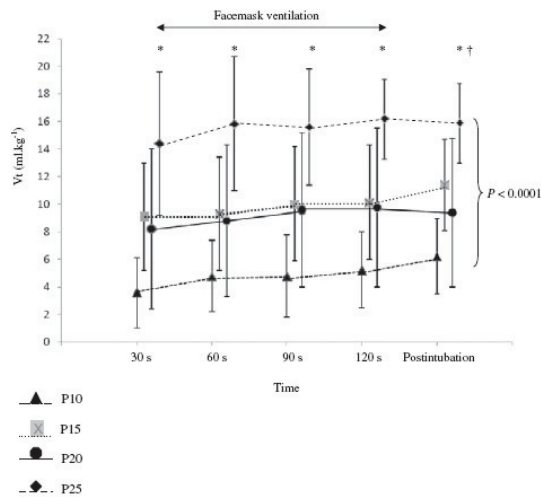 Facemask ventilation
22
* * * * * †
20
18
16
14
12
10
8
6
4
2
0
Vt (ml.kg⁻¹)
P < 0.0001
30 s 60 s 90 s 120 s Postintubation
Time
P10
P15
P20
P25